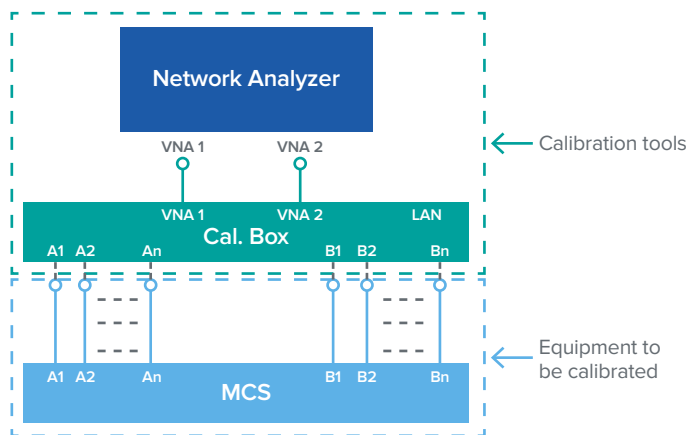 Network Analyzer
VNA 1 VNA 2
Calibration tools
VNA 1 VNA 2 LAN
Cal. Box
A1 A2 An B1 B2 Bn
Equipment to
be calibrated
A1 A2 An B1 B2 Bn
MCS